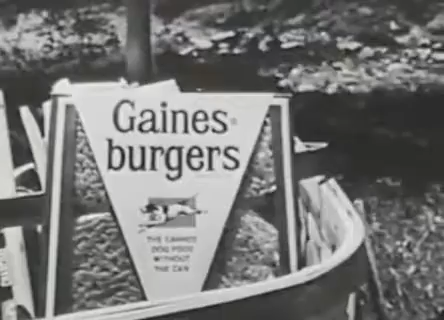 Gaines·
burgers
THE CANNED
DOG FOOD
WITHOUT
THE CAN